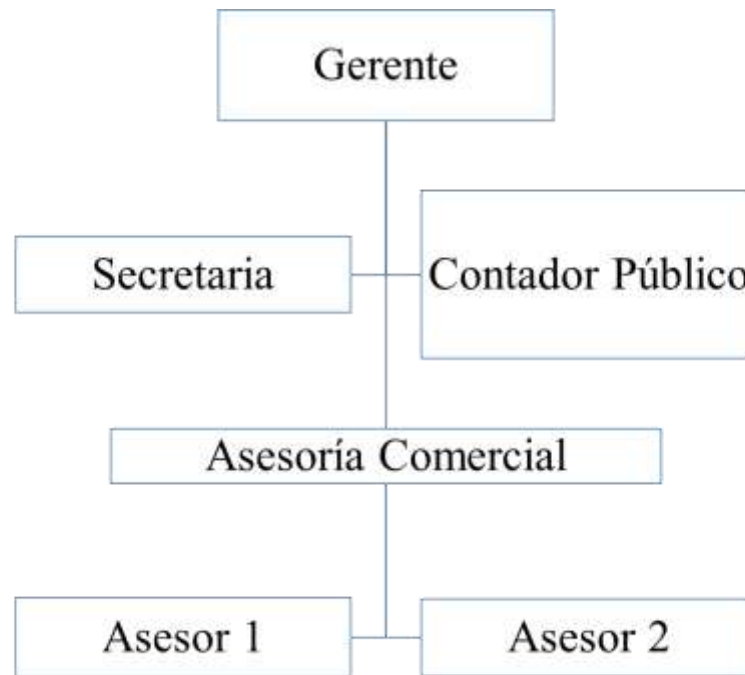 Gerente
Secretaria
Contador Público
Asesoría Comercial
Asesor 1
Asesor 2